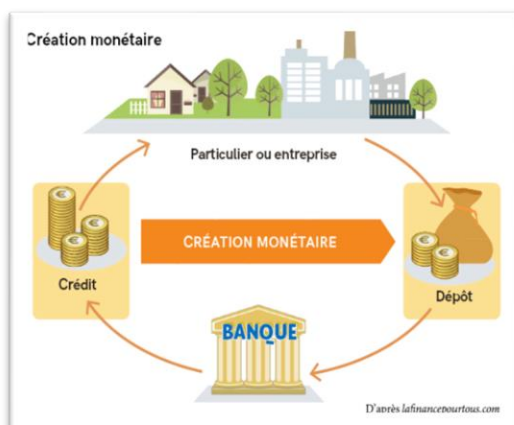 Création monétaire
Particulier ou entreprise
CRÉATION MONÉTAIRE
Crédit
Dépôt
BANQUE
D'après lafinancepourtous.com